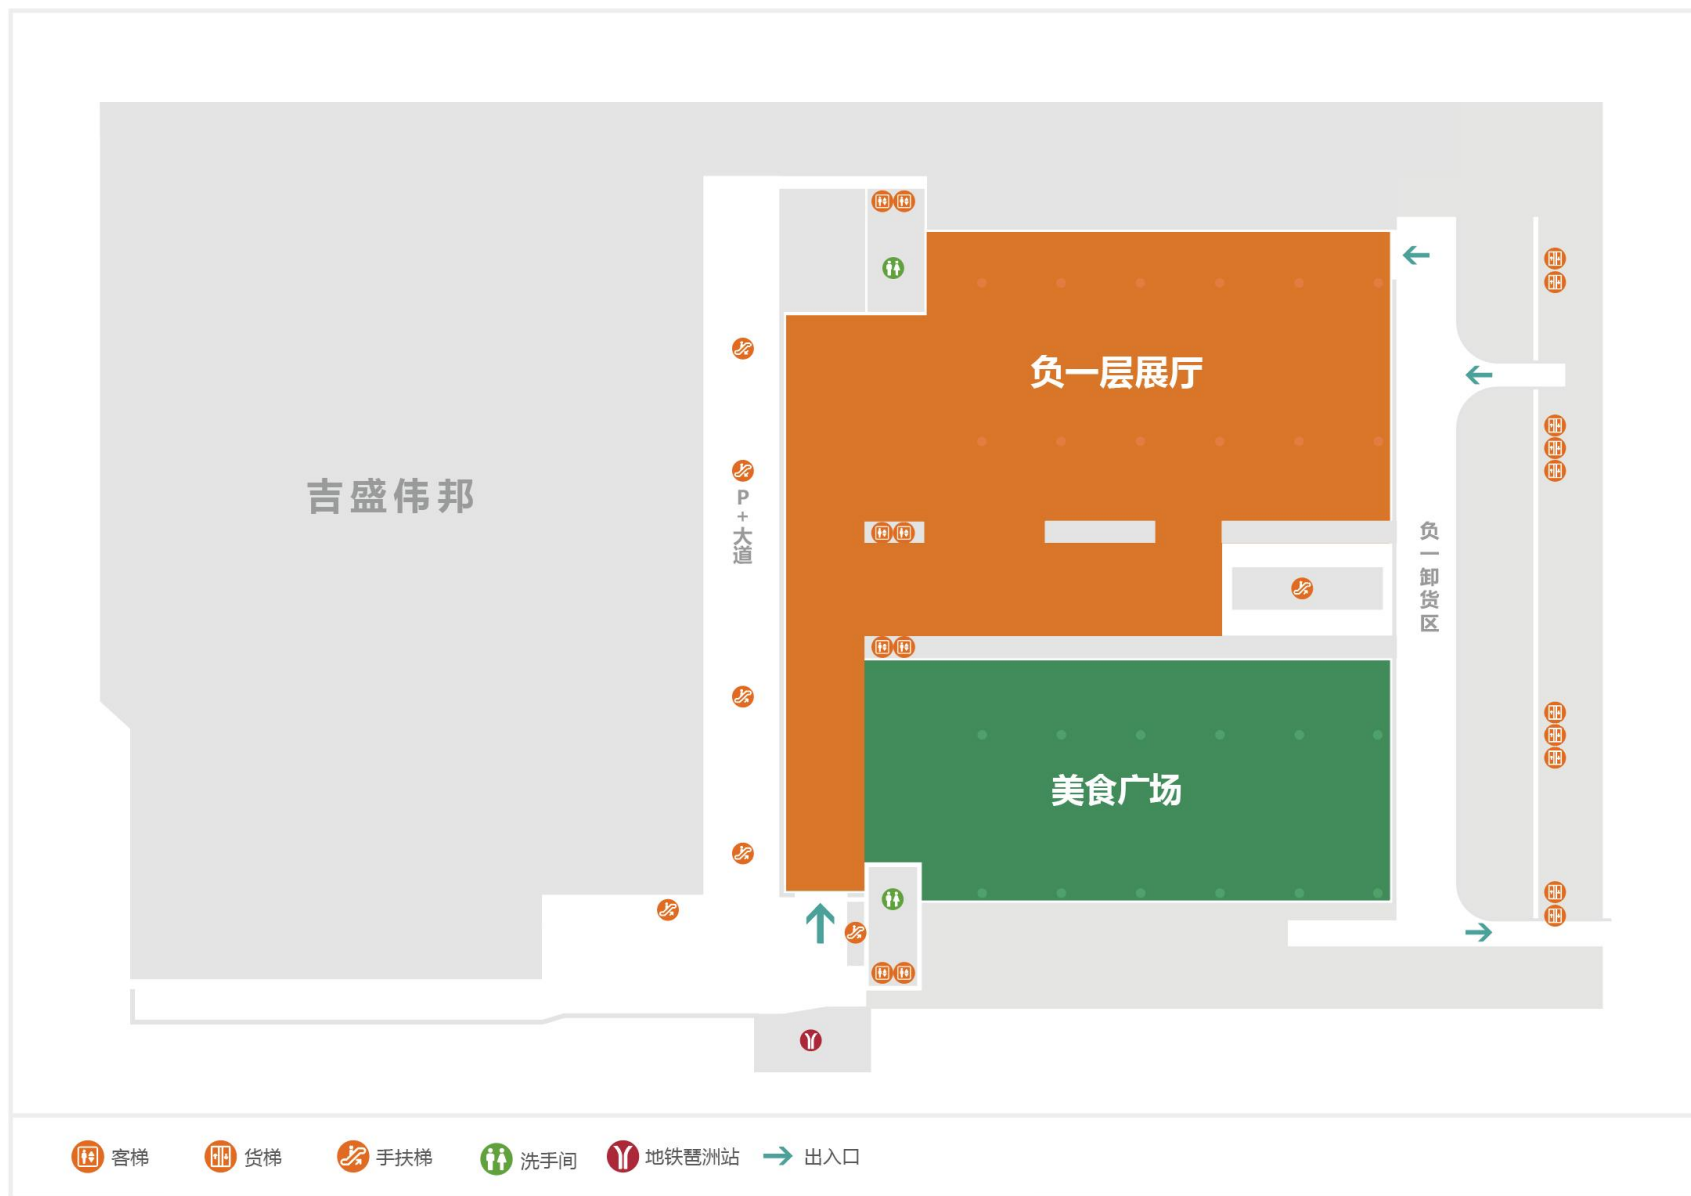 负一层展厅
吉盛伟邦
P+大道
负一卸货区
美食广场
客梯
货梯
手扶梯
洗手间
地铁琶洲站
出入口